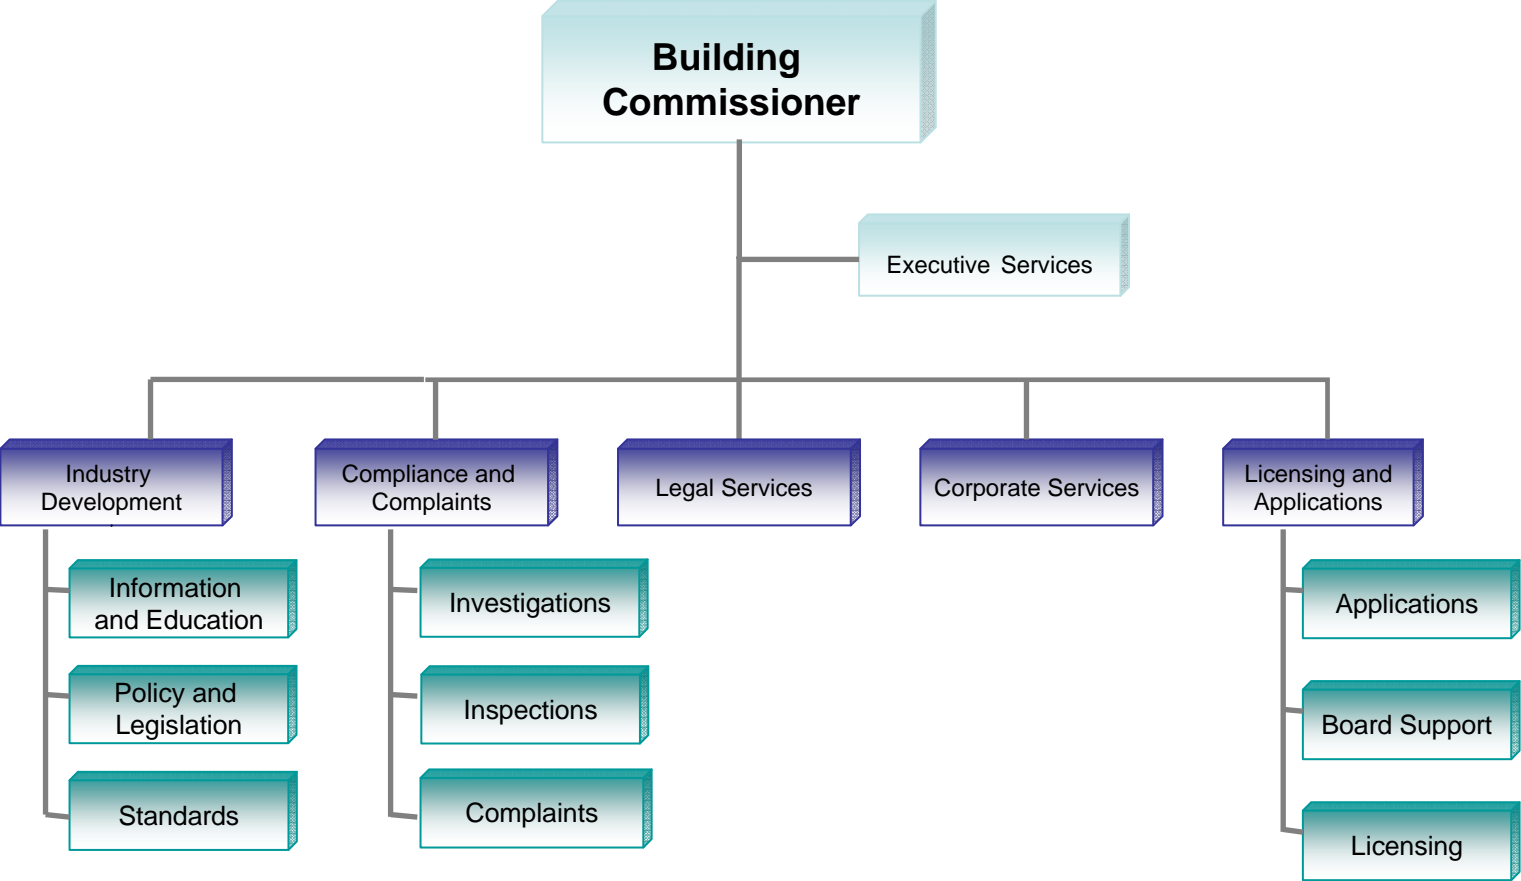 Building
Commissioner
Executive Services
Industry
Development
Compliance and
Complaints
Legal Services
Corporate Services
Licensing and
Applications
Information
and Education
Policy and
Legislation
Standards
Investigations
Inspections
Complaints
Applications
Board Support
Licensing